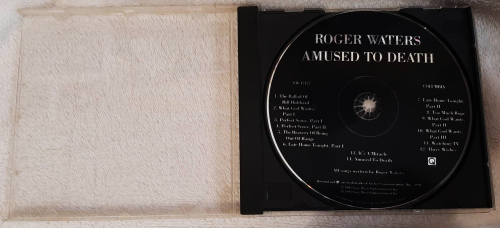 ROGER WATERS
AMUSED TO DEATH
COLUMBIA
1. The Ballad Of
Bill Hubbard
2. What God Wants
Part I
3. Perfect Sense, Part I
4. Perfect Sense, Part II
5. The Bravery Of Being
Out Of Range
6. Late Home Tonight, Part I
7. Late Home Tonight
Part II
8. Too Much Rope
9. What God Wants
Part II
10. What God Wants
Part III
11. Watching TV
12. Three Wishes
13. It's A Miracle
14. Amused To Death
All songs written by Roger Waters